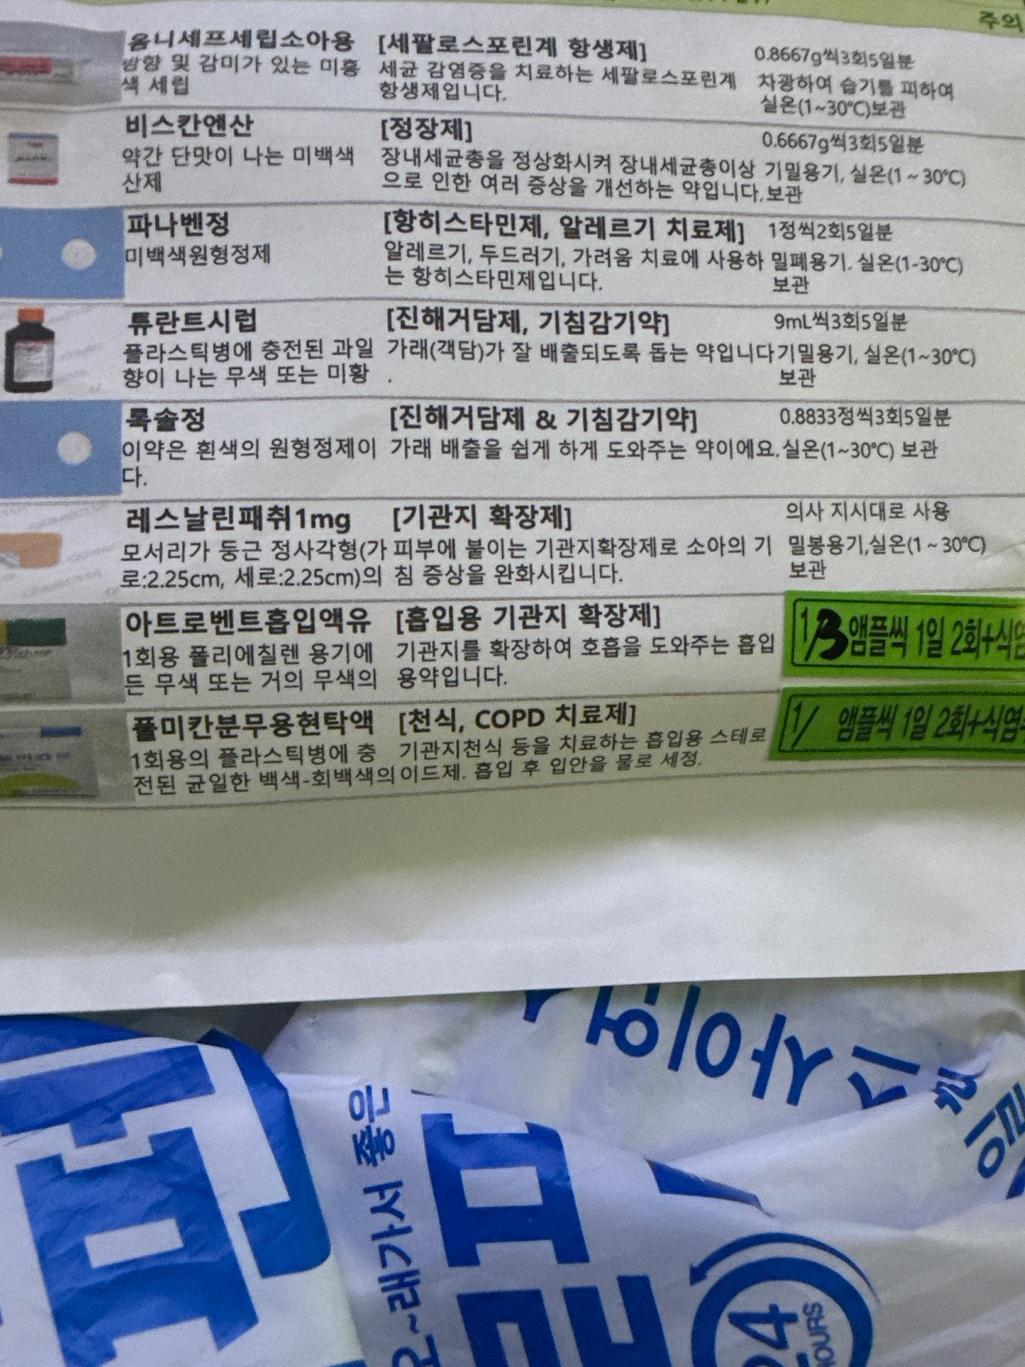 주의
옴니세프세립소아용 [세팔로스포린계 항생제] 0.8667g씩3회5일분
방향 및 감미가 있는 미홍 세균 감염증을 치료하는 세팔로스포린계 차광하여 습기를 피하여
색 세립 항생제입니다. 실온(1~30℃)보관
비스칸엔산 [정장제] 0.6667g씩3회5일분
약간 단맛이 나는 미백색 장내세균총을 정상화시켜 장내세균총이상 기밀용기, 실온(1~30℃)
산제 으로 인한 여러 증상을 개선하는 약입니다. 보관
파나벤정 [항히스타민제, 알레르기 치료제] 1정씩2회5일분
미백색원형정제 알레르기, 두드러기, 가려움 치료에 사용하 밀폐용기. 실온(1-30℃)
는 항히스타민제입니다. 보관
튜란트시럽 [진해거담제, 기침감기약] 9mL씩3회5일분
플라스틱병에 충전된 과일 가래(객담)가 잘 배출되도록 돕는 약입니다 기밀용기, 실온(1~30℃)
향이 나는 무색 또는 미황 . 보관
록솔정 [진해거담제 & 기침감기약] 0.8833정씩3회5일분
이약은 흰색의 원형정제이 가래 배출을 쉽게 하게 도와주는 약이에요. 실온(1~30℃) 보관
다.
레스날린패취1mg [기관지 확장제] 의사 지시대로 사용
모서리가 둥근 정사각형(가 피부에 붙이는 기관지확장제로 소아의 기 밀봉용기,실온(1~30℃)
로:2.25cm, 세로:2.25cm)의 침 증상을 완화시킵니다. 보관
아트로벤트흡입액유 [흡입용 기관지 확장제] 1/3앰플씩 1일 2회+식염
1회용 폴리에칠렌 용기에 기관지를 확장하여 호흡을 도와주는 흡입
든 무색 또는 거의 무색의 용약입니다.
풀미칸분무용현탁액 [천식, COPD 치료제] 1/ 앰플씩 1일 2회+식염
1회용의 플라스틱병에 충 기관지천식 등을 치료하는 흡입용 스테로
전된 균일한 백색-회백색의 이드제. 흡입 후 입안을 물로 세정.
오~래가서 좋은
24
HOURS